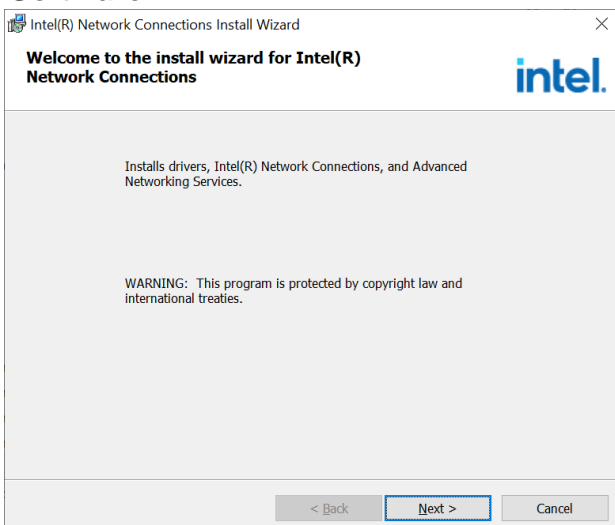 Intel(R) Network Connections Install Wizard
Welcome to the install wizard for Intel(R)
Network Connections
intel.
Installs drivers, Intel(R) Network Connections, and Advanced
Networking Services.
WARNING: This program is protected by copyright law and
international treaties.
< Back
Next >
Cancel